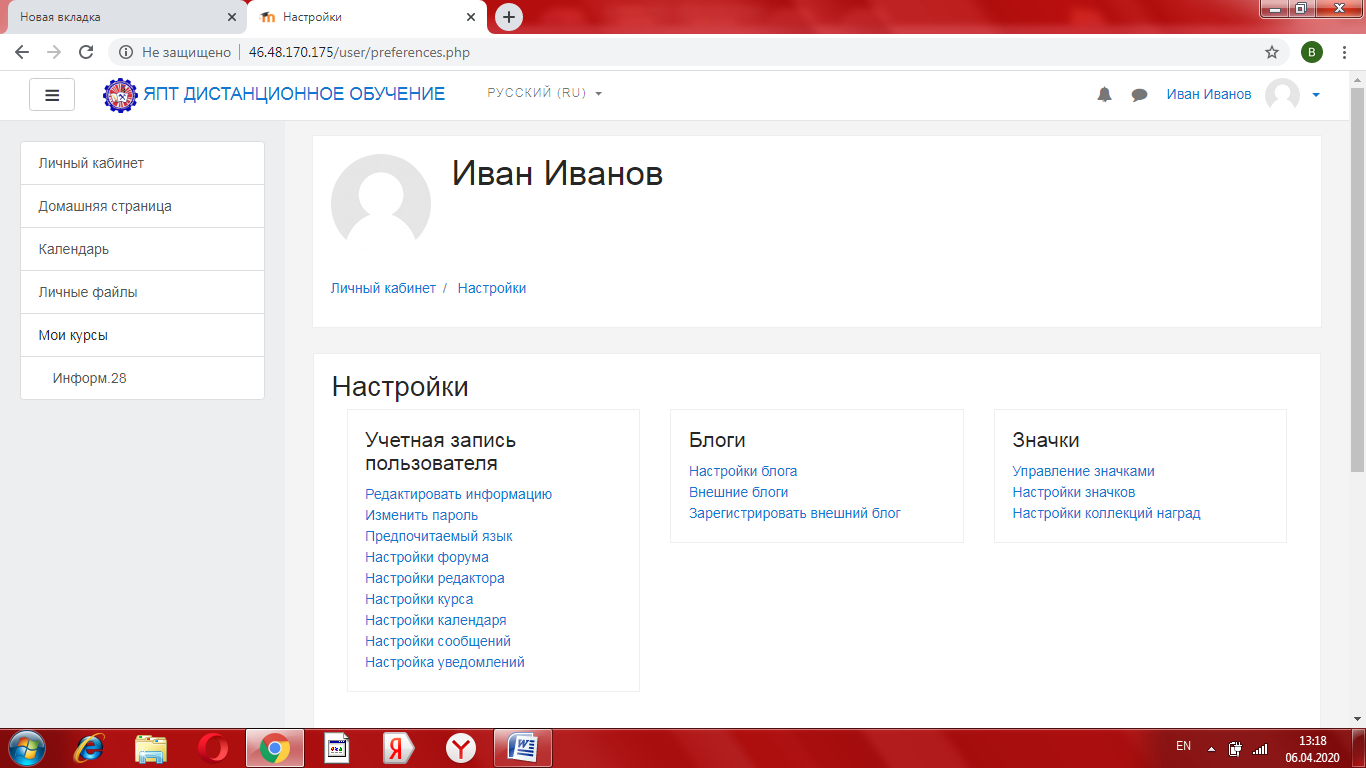 Новая вкладка
Настройки
Не защищено
46.48.170.175/user/preferences.php
В
ЯПТ ДИСТАНЦИОННОЕ ОБУЧЕНИЕ
РУССКИЙ (RU)
Иван Иванов
Личный кабинет
Домашняя страница
Календарь
Личные файлы
Мои курсы
Информ.28
Иван Иванов
Личный кабинет / Настройки
Настройки
Учетная запись
пользователя
Редактировать информацию
Изменить пароль
Предпочитаемый язык
Настройки форума
Настройки редактора
Настройки курса
Настройки календаря
Настройки сообщений
Настройка уведомлений
Блоги
Настройки блога
Внешние блоги
Зарегистрировать внешний блог
Значки
Управление значками
Настройки значков
Настройки коллекций наград
EN
13:18
06.04.2020